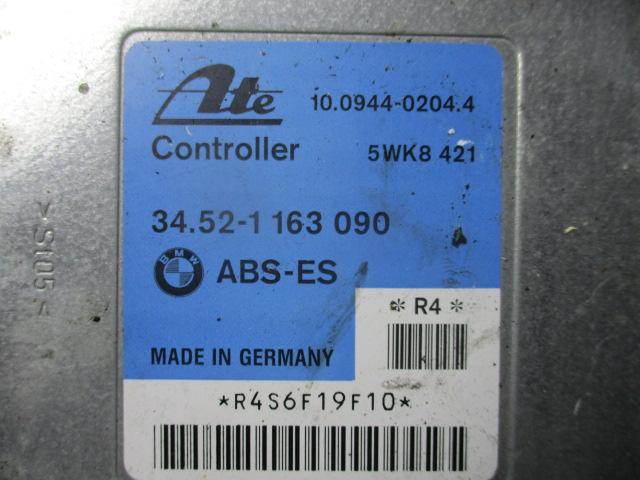 Ate 10.0944-0204.4
Controller 5WK8 421
34.52-1 163 090
BMW ABS-ES
* R4 *
MADE IN GERMANY
*R4S6F19F10*
>St05<